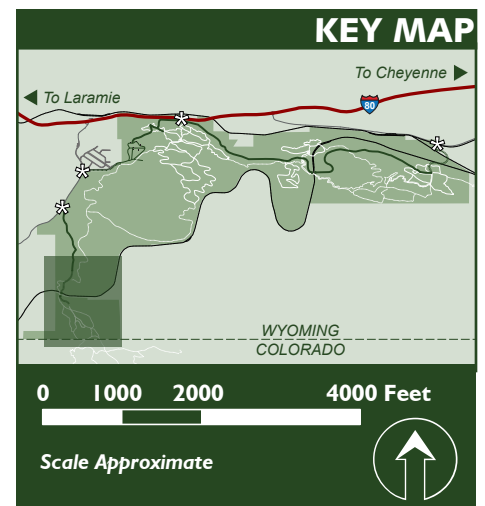 KEY MAP
To Cheyenne
To Laramie
80
WYOMING
COLORADO
0 1000 2000 4000 Feet
Scale Approximate